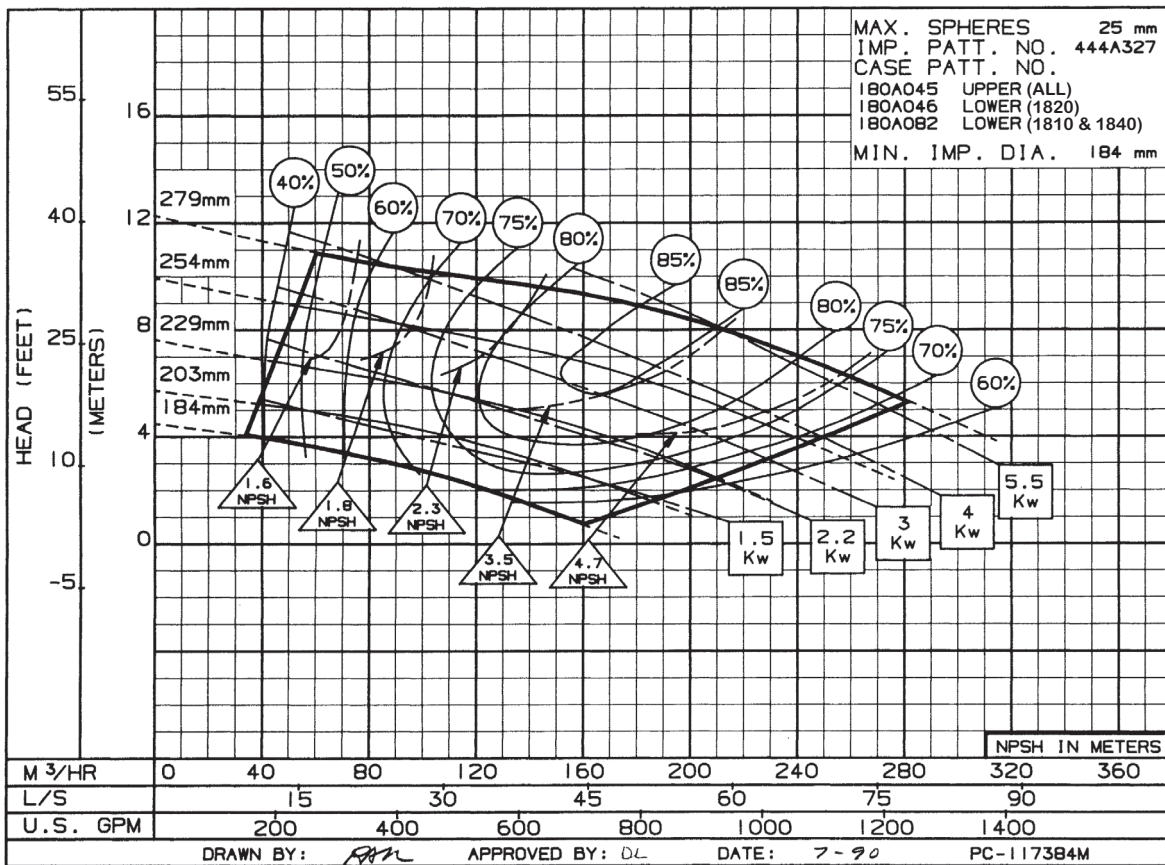 MAX. SPHERES 25 mm
IMP. PATT. NO. 444A327
CASE PATT. NO.
180A045 UPPER (ALL)
180A046 LOWER (1820)
180A082 LOWER (1810 & 1840)
MIN. IMP. DIA. 184 mm
HEAD (FEET)
(METERS)
55
40
25
10
-5
16
12
8
4
0
279mm
254mm
229mm
203mm
184mm
40%
50%
60%
70%
75%
80%
85%
85%
80%
75%
70%
60%
1.6
NPSH
1.8
NPSH
2.3
NPSH
3.5
NPSH
4.7
NPSH
1.5
Kw
2.2
Kw
3
Kw
4
Kw
5.5
Kw
NPSH IN METERS
M³/HR 0 40 80 120 160 200 240 280 320 360
L/S 15 30 45 60 75 90
U.S. GPM 200 400 600 800 1000 1200 1400
DRAWN BY: APPROVED BY: DL DATE: 7-90 PC-117384M